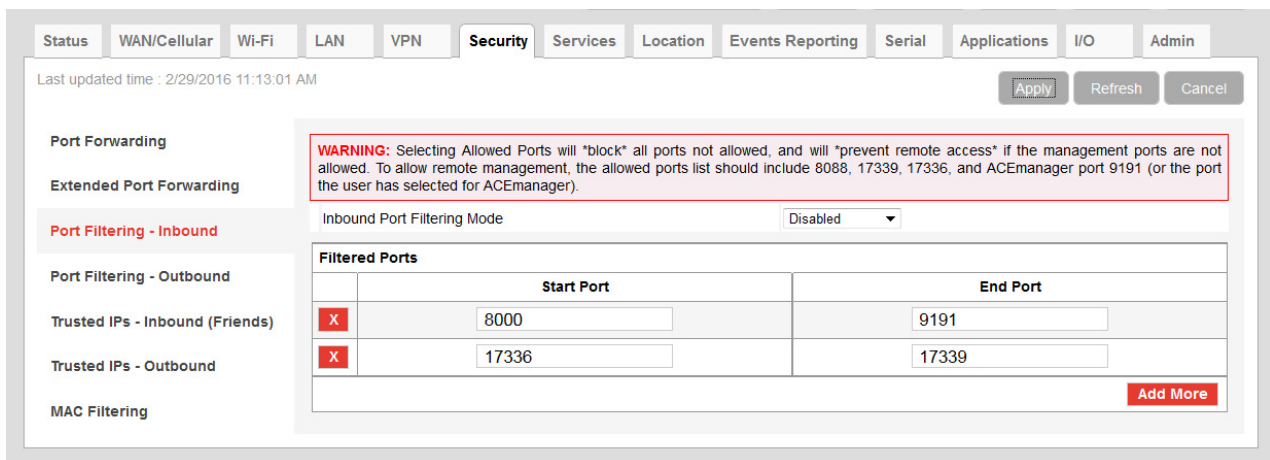 Status WAN/Cellular Wi-Fi LAN VPN Security Services Location Events Reporting Serial Applications I/O Admin
Last updated time : 2/29/2016 11:13:01 AM
Apply Refresh Cancel
Port Forwarding
Extended Port Forwarding
Port Filtering - Inbound
Port Filtering - Outbound
Trusted IPs - Inbound (Friends)
Trusted IPs - Outbound
MAC Filtering
WARNING: Selecting Allowed Ports will *block* all ports not allowed, and will *prevent remote access* if the management ports are not
allowed. To allow remote management, the allowed ports list should include 8088, 17339, 17336, and ACEmanager port 9191 (or the port
the user has selected for ACEmanager).
Inbound Port Filtering Mode Disabled
Filtered Ports
Start Port End Port
X 8000 9191
X 17336 17339
Add More